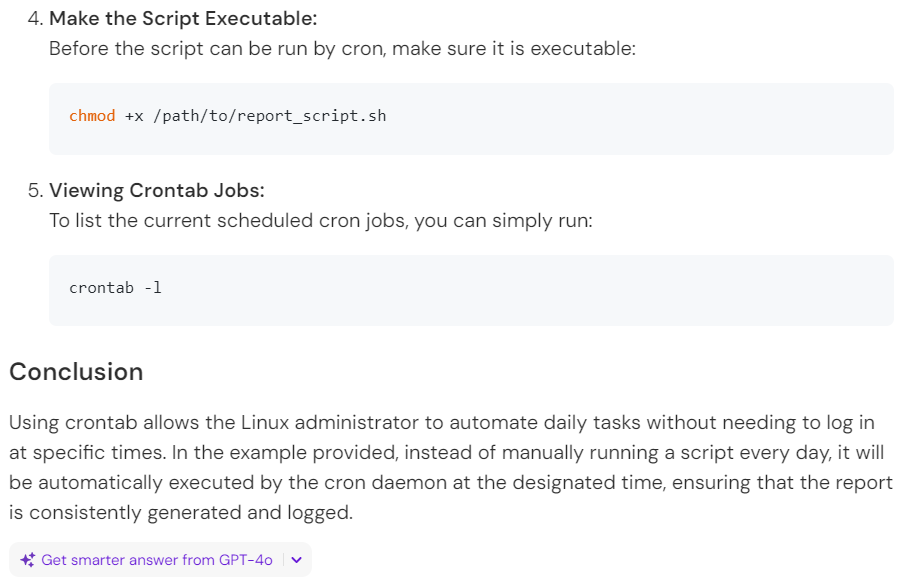 4. Make the Script Executable:
Before the script can be run by cron, make sure it is executable:
chmod +x /path/to/report_script.sh
5. Viewing Crontab Jobs:
To list the current scheduled cron jobs, you can simply run:
crontab -l
Conclusion
Using crontab allows the Linux administrator to automate daily tasks without needing to log in
at specific times. In the example provided, instead of manually running a script every day, it will
be automatically executed by the cron daemon at the designated time, ensuring that the report
is consistently generated and logged.
Get smarter answer from GPT-4o